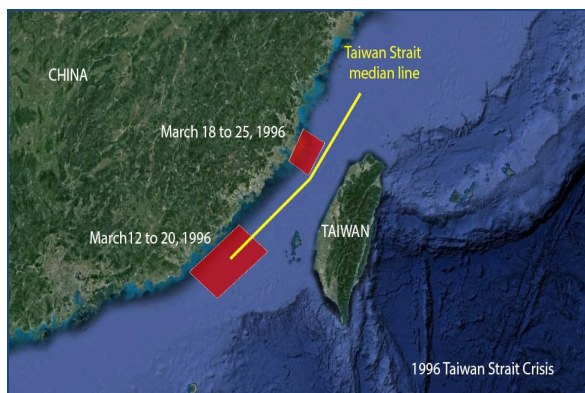 Taiwan Strait
median line
CHINA
March 18 to 25, 1996
March12 to 20, 1996
TAIWAN
1996 Taiwan Strait Crisis